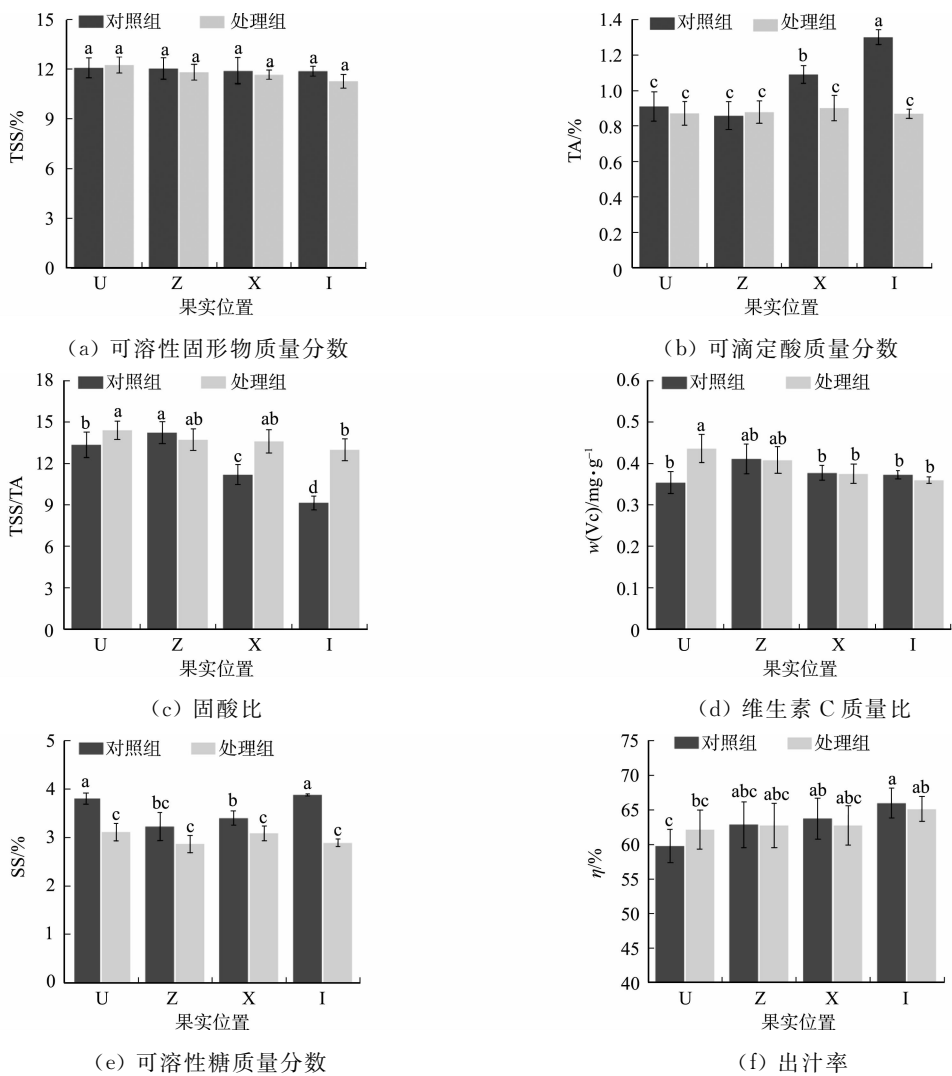 对照组 处理组
a a a a a a a a
15
12
9
6
3
0
TSS/%
U Z X I
果实位置
(a) 可溶性固形物质量分数
对照组 处理组
c c c c b c a c
1.4
1.2
1.0
0.8
0.6
0.4
0.2
0
TA/%
U Z X I
果实位置
(b) 可滴定酸质量分数
对照组 处理组
b a a ab c ab d b
18
15
12
9
6
3
0
TSS/TA
U Z X I
果实位置
(c) 固酸比
对照组 处理组
b a ab ab b b b b
0.6
0.4
0.4
0.2
0.1
0
w(Vc)/mg·g⁻¹
U Z X I
果实位置
(d) 维生素 C 质量比
对照组 处理组
a c bc c b c a c
5
4
3
2
1
0
SS/%
U Z X I
果实位置
(e) 可溶性糖质量分数
对照组 处理组
c bc abc abc ab abc a ab
75
70
65
60
55
50
45
40
η/%
U Z X I
果实位置
(f) 出汁率